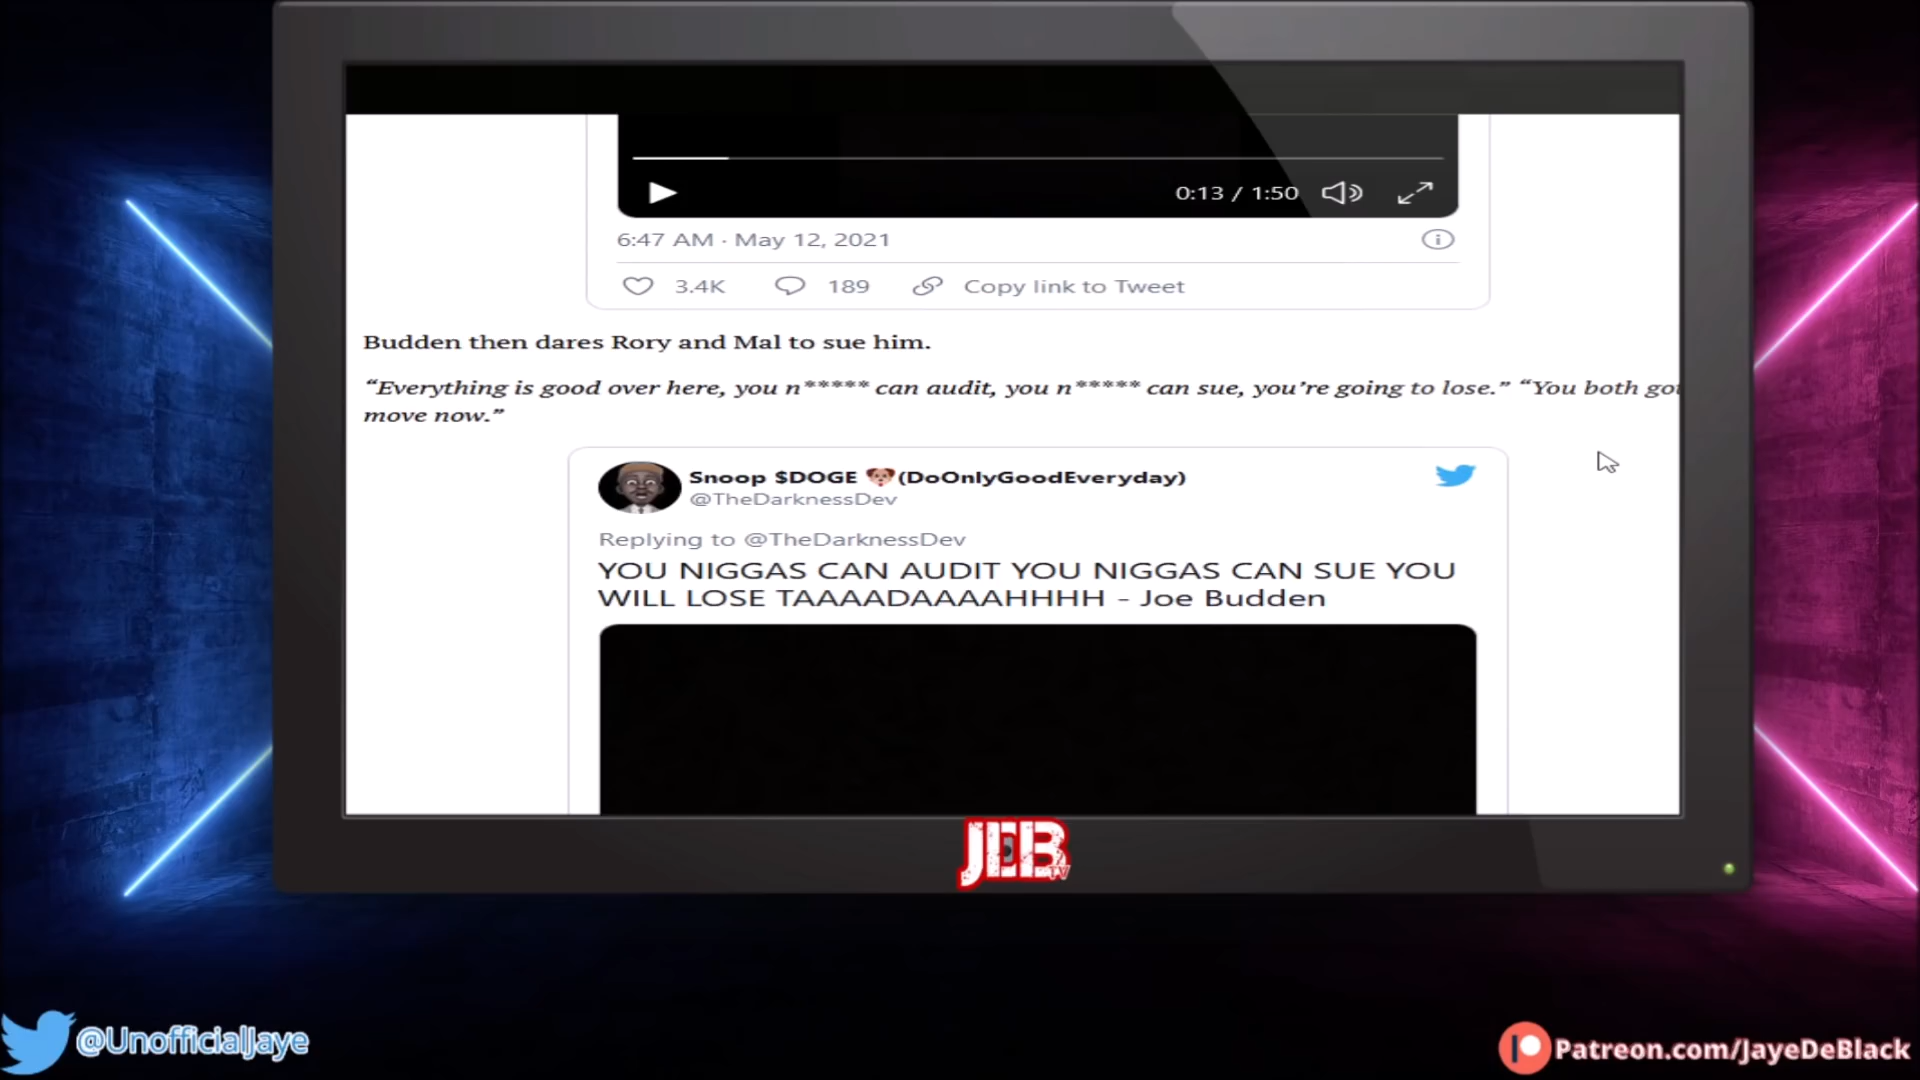 0:13 / 1:50
6:47 AM · May 12, 2021
3.4K 189 Copy link to Tweet
Budden then dares Rory and Mal to sue him.
“Everything is good over here, you n***** can audit, you n***** can sue, you’re going to lose.” “You both got
move now.”
Snoop $DOGE 🐶(DoOnlyGoodEveryday)
@TheDarknessDev
Replying to @TheDarknessDev
YOU NIGGAS CAN AUDIT YOU NIGGAS CAN SUE YOU
WILL LOSE TAAAADAAAAHHHH - Joe Budden
JEB TV
@UnofficialJaye
Patreon.com/JayeDeBlack